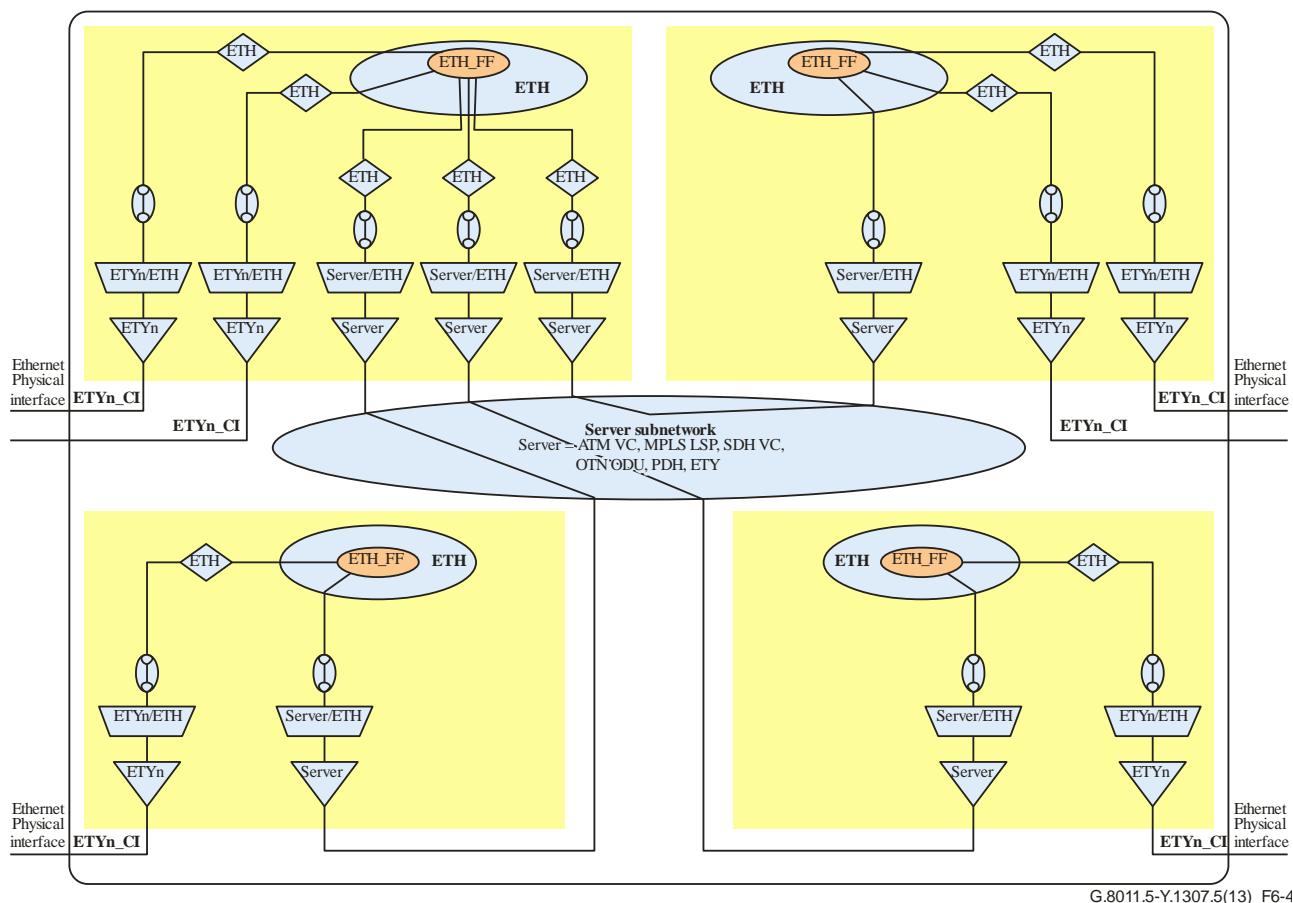 ETH
ETH_FF
ETH
ETH
ETH
ETH
ETH
ETYn/ETH
ETYn/ETH
Server/ETH
Server/ETH
Server/ETH
ETYn
ETYn
Server
Server
Server
ETH_FF
ETH
ETH
ETH
Server/ETH
ETYn/ETH
ETYn/ETH
Server
ETYn
ETYn
Ethernet
Physical
interface
ETYn_CI
ETYn_CI
ETYn_CI
ETYn_CI
Ethernet
Physical
interface
Server subnetwork
Server = ATM VC, MPLS LSP, SDH VC,
OTN ODU, PDH, ETY
ETH
ETH_FF
ETH
ETYn/ETH
Server/ETH
ETYn
Server
Ethernet
Physical
interface
ETYn_CI
ETH
ETH_FF
ETH
Server/ETH
ETYn/ETH
Server
ETYn
ETYn_CI
Ethernet
Physical
interface
G.8011.5-Y.1307.5(13)_F6-4